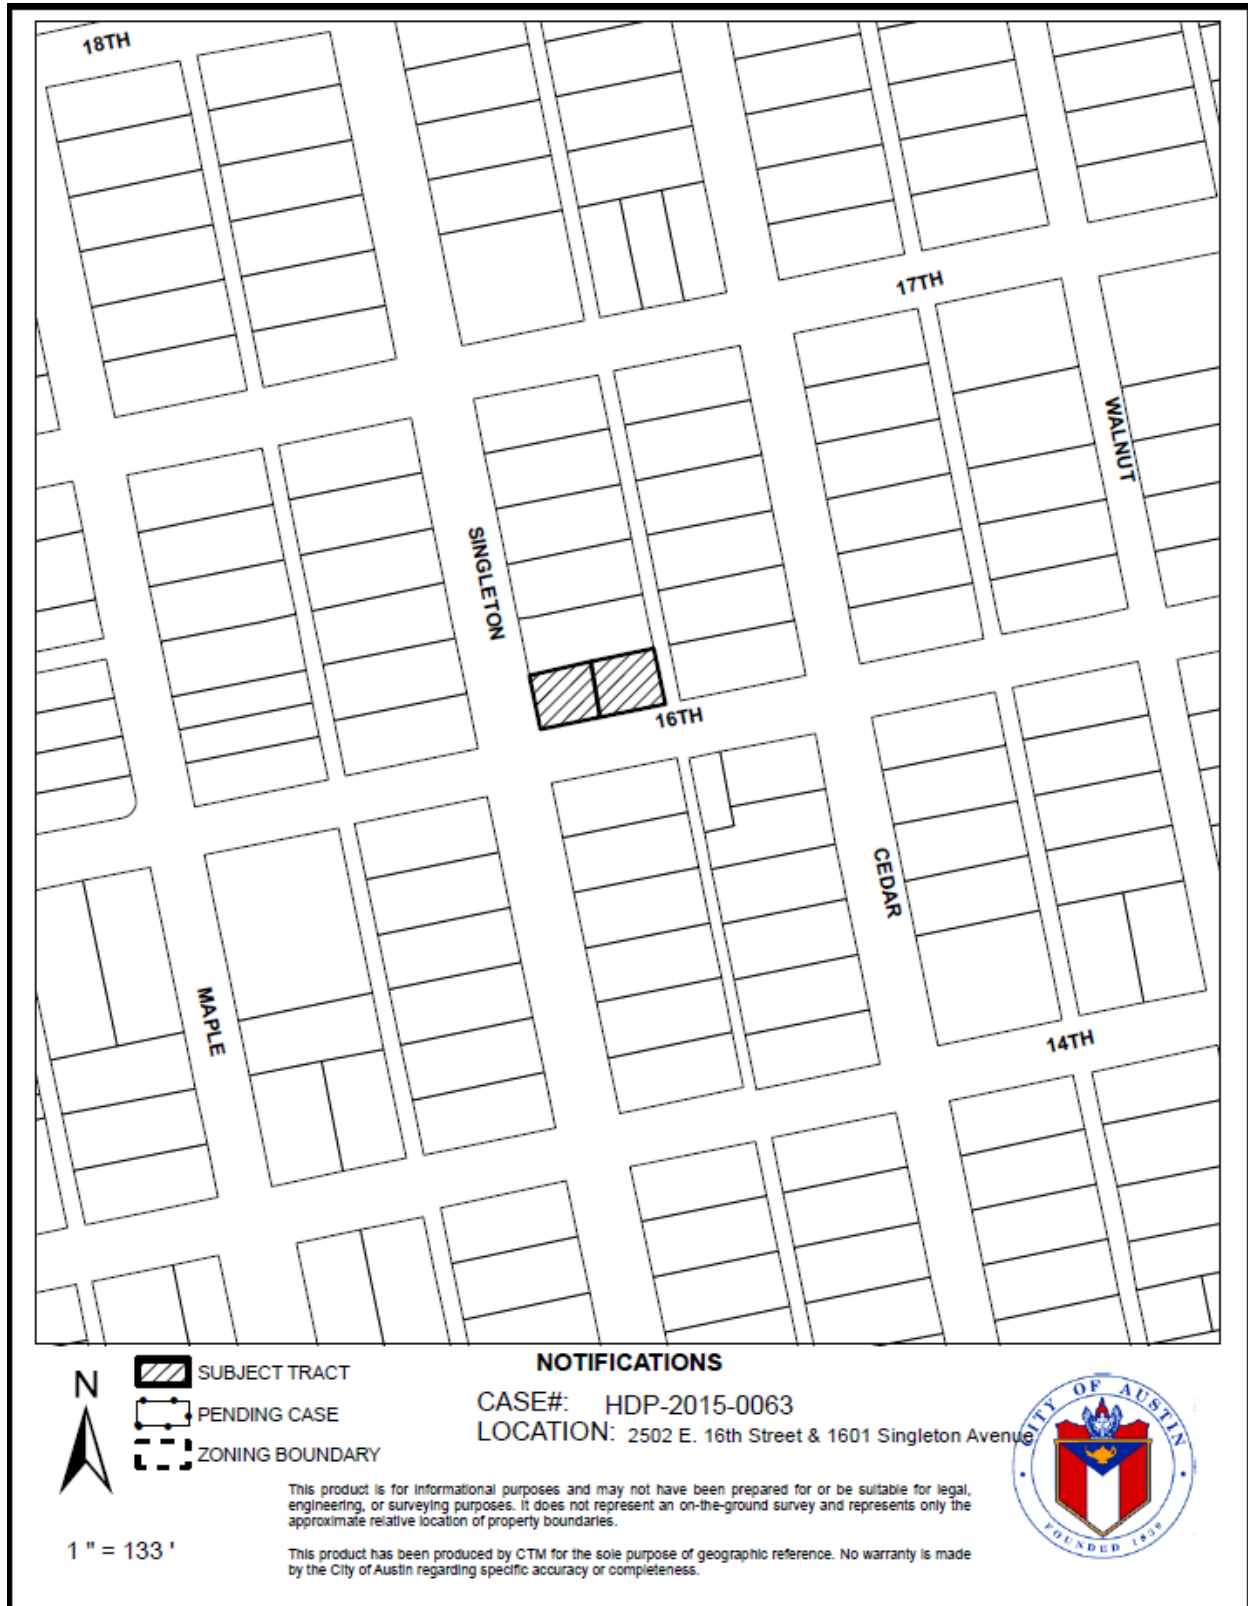 18TH
17TH
WALNUT
SINGLETON
16TH
CEDAR
MAPLE
14TH
N
SUBJECT TRACT
PENDING CASE
ZONING BOUNDARY
1 " = 133 '
NOTIFICATIONS
CASE#: HDP-2015-0063
LOCATION: 2502 E. 16th Street & 1601 Singleton Avenue
This product is for informational purposes and may not have been prepared for or be suitable for legal,
engineering, or surveying purposes. It does not represent an on-the-ground survey and represents only the
approximate relative location of property boundaries.
This product has been produced by CTM for the sole purpose of geographic reference. No warranty is made
by the City of Austin regarding specific accuracy or completeness.
CITY OF AUSTIN
FOUNDED 1839